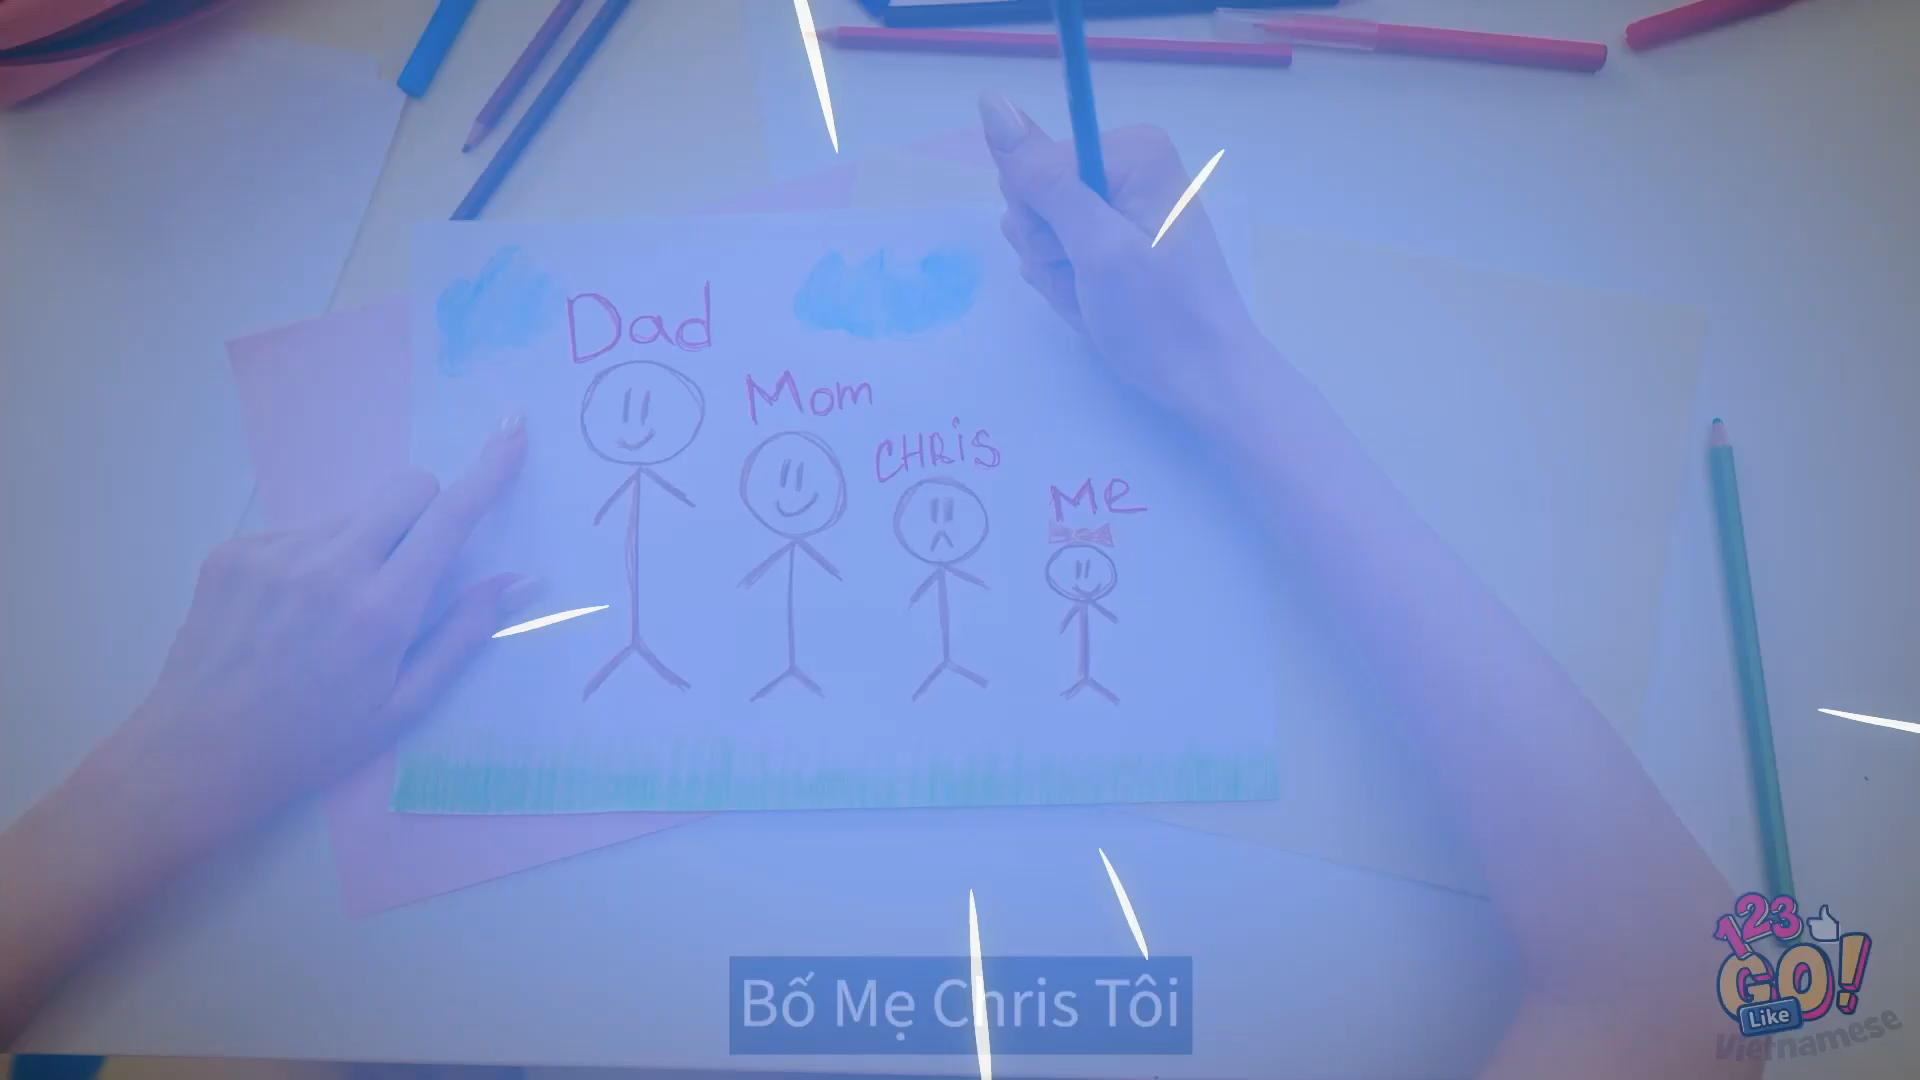 Dad
Mom
CHRiS
Me
Bố Mẹ Chris Tôi
123
GO!
Like
Vietnamese